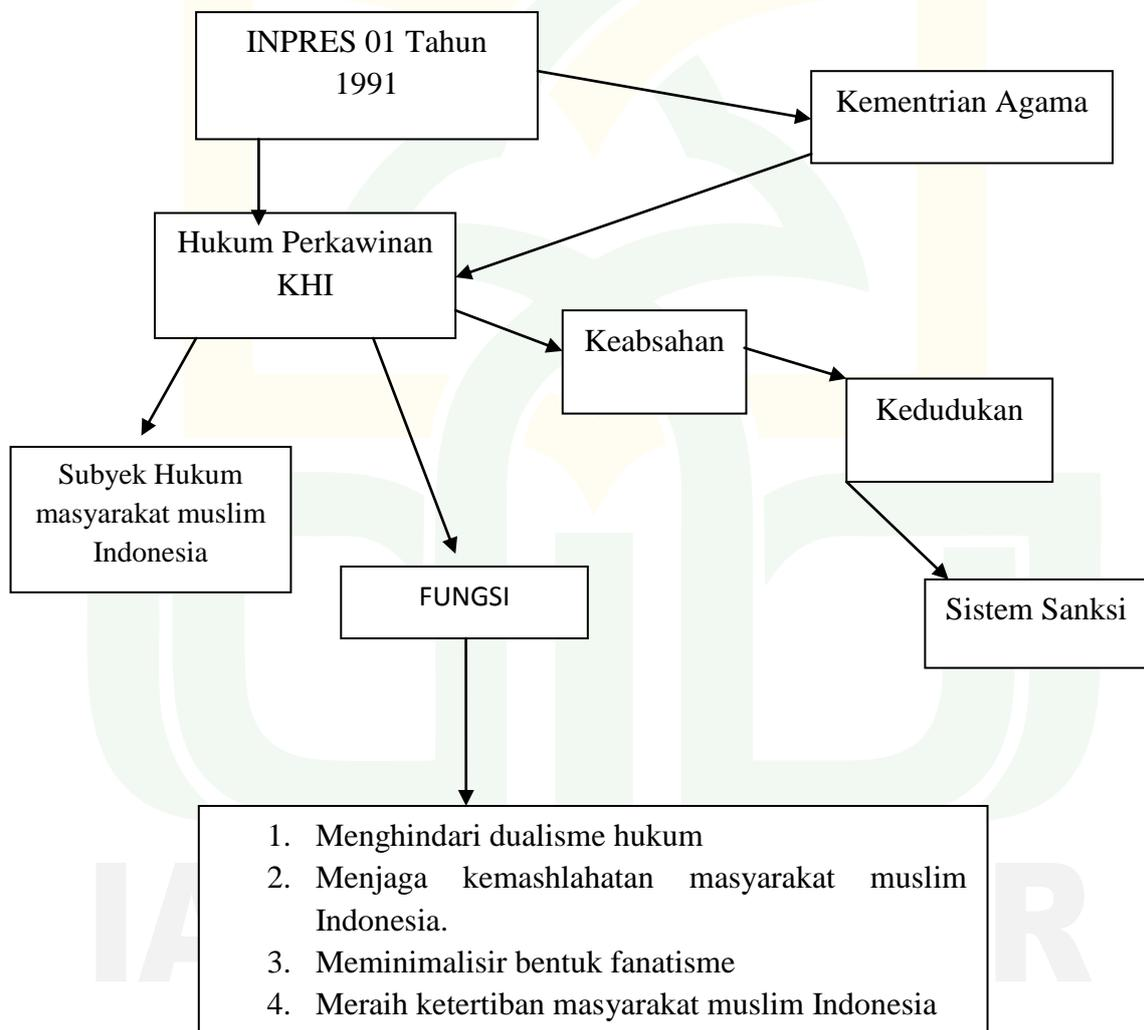 INPRES 01 Tahun
1991
Kementrian Agama
Hukum Perkawinan
KHI
Keabsahan
Kedudukan
Subyek Hukum
masyarakat muslim
Indonesia
FUNGSI
Sistem Sanksi
1. Menghindari dualisme hukum
2. Menjaga kemashlahatan masyarakat muslim
Indonesia.
3. Meminimalisir bentuk fanatisme
4. Meraih ketertiban masyarakat muslim Indonesia